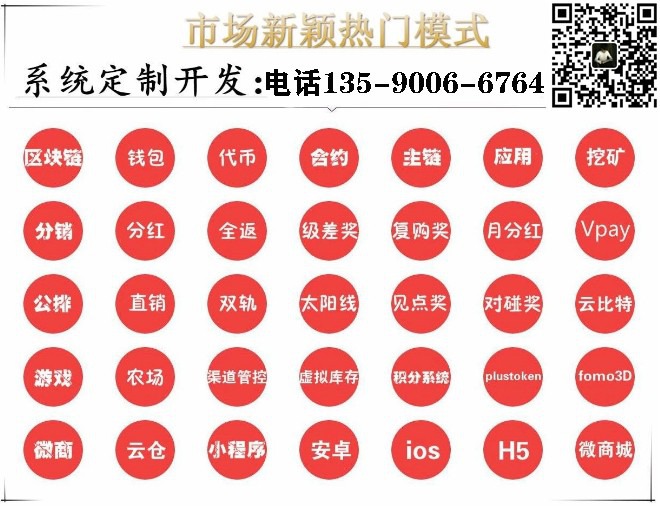 市场新颖热门模式
系统定制开发:电话135-9006-6764
区块链 钱包 代币 合约 主链 应用 挖矿
分销 分红 全返 级差奖 复购奖 月分红 Vpay
公排 直销 双轨 太阳线 见点奖 对碰奖 云比特
游戏 农场 渠道管控 虚拟库存 积分系统 plustoken fomo3D
微商 云仓 小程序 安卓 ios H5 微商城